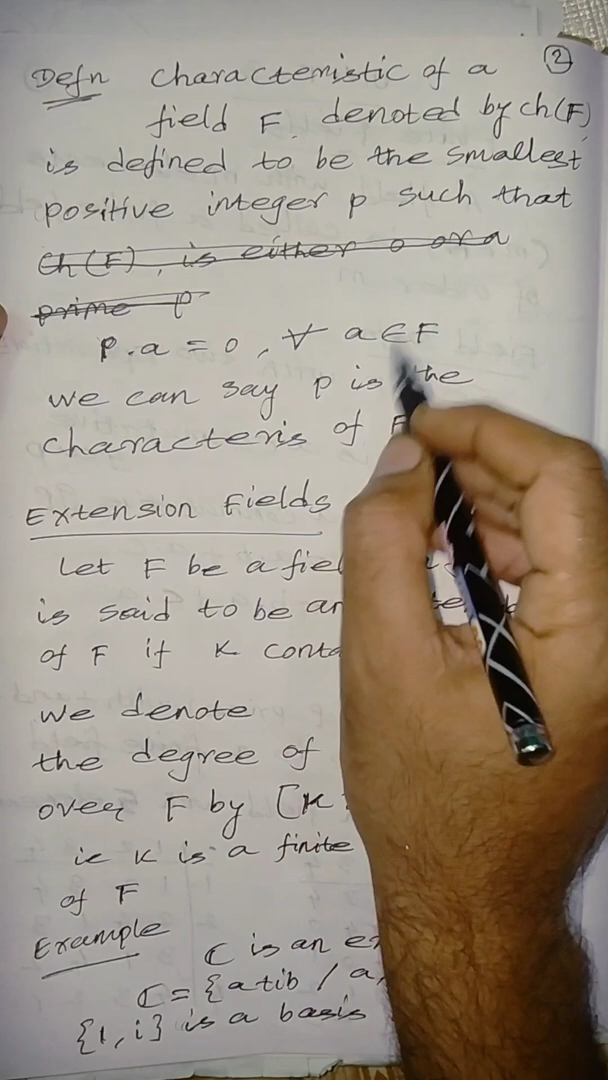 ②
Defn characteristic of a
field F. denoted by ch(F)
is defined to be the smallest
positive integer p such that
ch(F), is either 0 or a
prime p
p.a = 0, ∀ a∈F
we can say p is the
characteris of F
Extension Fields
Let F be a fiel
is said to be an
of F if K conta
we denote
the degree of
over F by [K:
ie K is a finite
of F
Example
ℂ is an ex
ℂ = {a+ib / a,
{1, i} is a basis